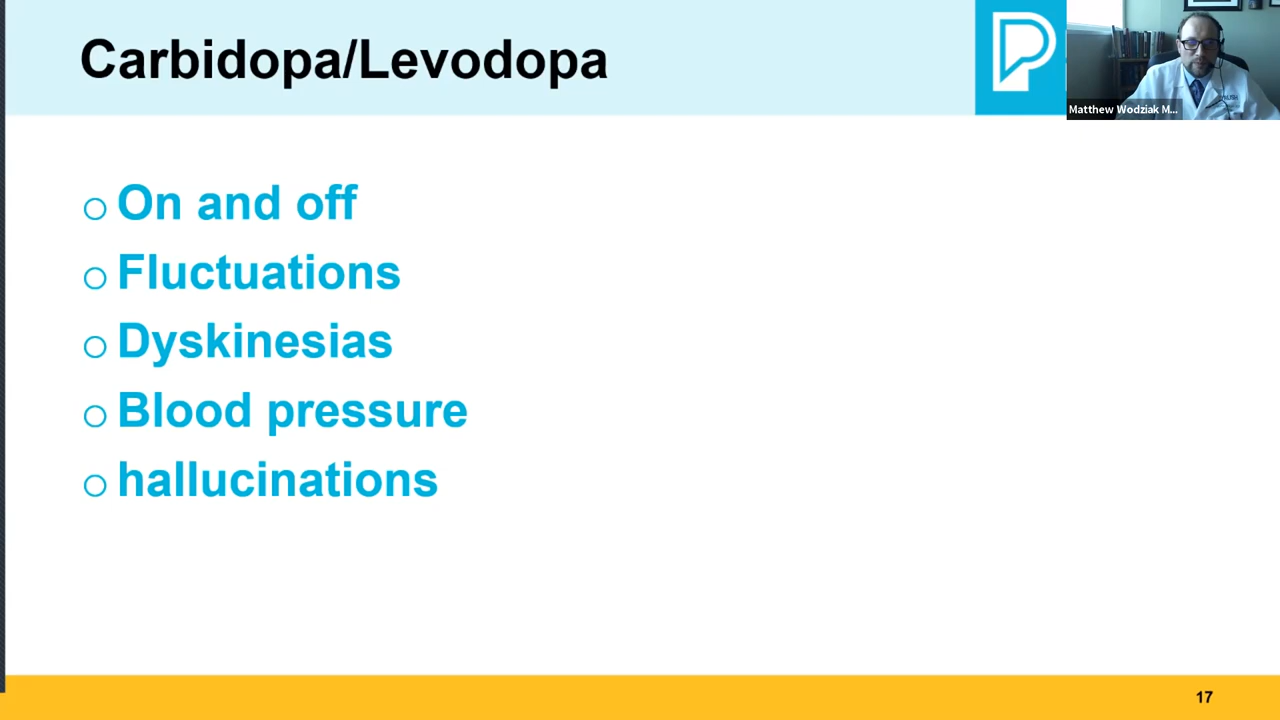 Carbidopa/Levodopa
Matthew Wodziak M...
On and off
Fluctuations
Dyskinesias
Blood pressure
hallucinations
17